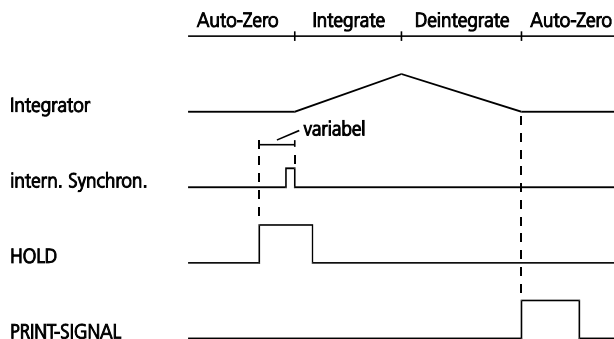 Auto-Zero Integrate Deintegrate Auto-Zero
Integrator
variabel
intern. Synchron.
HOLD
PRINT-SIGNAL